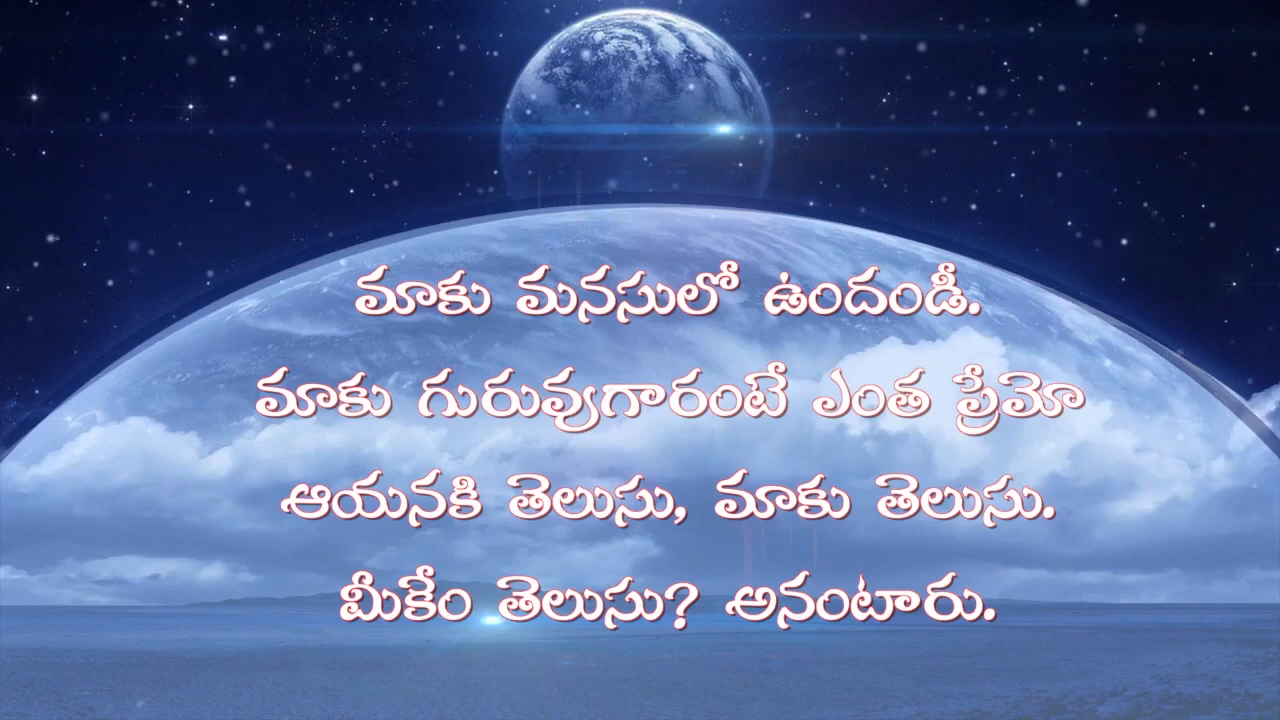 మాకు మనసులో ఉందండీ.
మాకు గురువుగారంటే ఎంత ప్రేమో
ఆయనకి తెలుసు, మాకు తెలుసు.
మీకేం తెలుసు? అనంటారు.